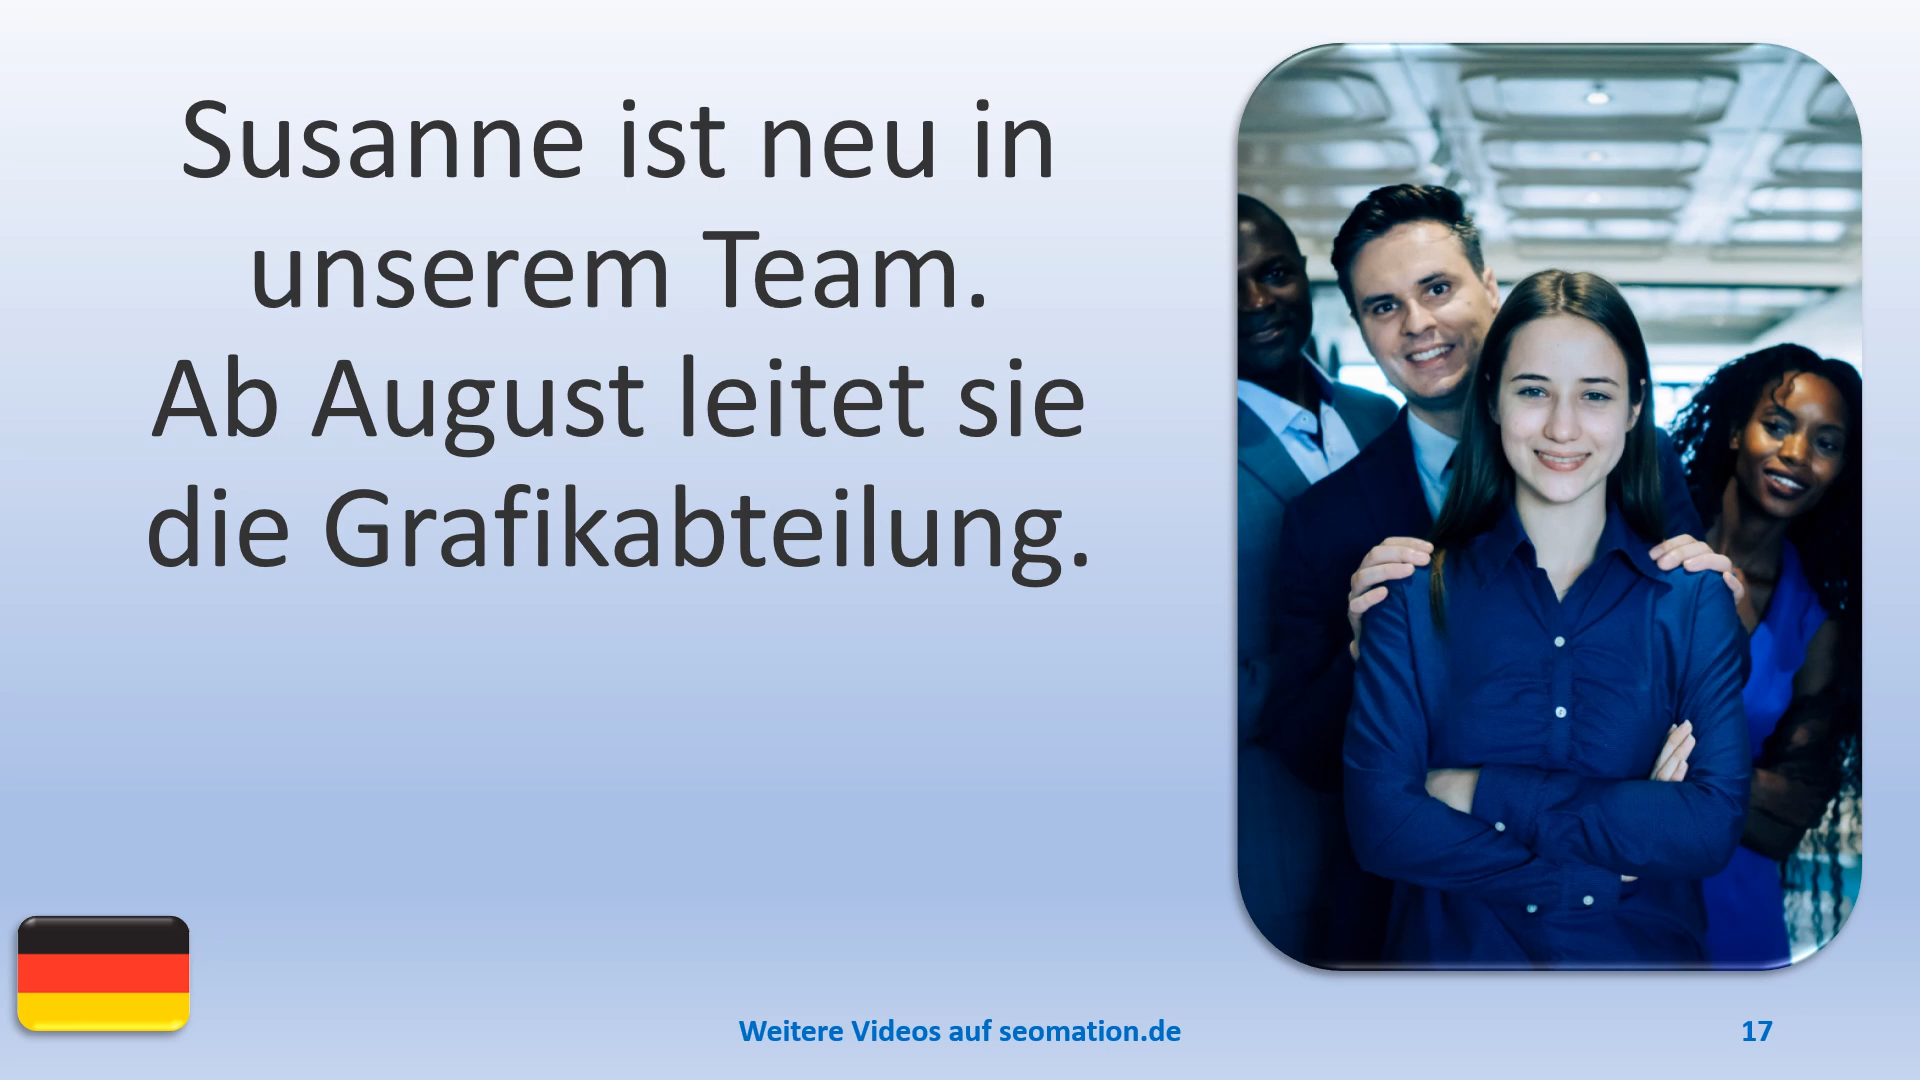 Susanne ist neu in
unserem Team.
Ab August leitet sie
die Grafikabteilung.
Weitere Videos auf seomation.de
17